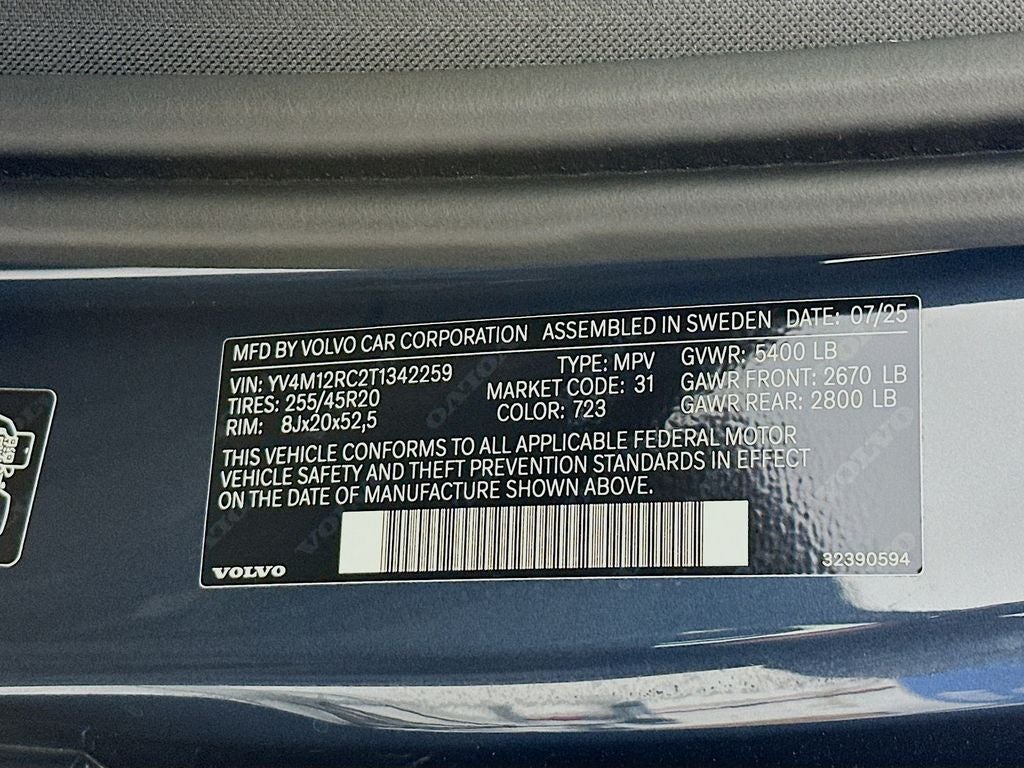 MFD BY VOLVO CAR CORPORATION ASSEMBLED IN SWEDEN DATE: 07/25
VIN: YV4M12RC2T1342259 TYPE: MPV GVWR: 5400 LB
TIRES: 255/45R20 MARKET CODE: 31 GAWR FRONT: 2670 LB
RIM: 8Jx20x52,5 COLOR: 723 GAWR REAR: 2800 LB
THIS VEHICLE CONFORMS TO ALL APPLICABLE FEDERAL MOTOR
VEHICLE SAFETY AND THEFT PREVENTION STANDARDS IN EFFECT
ON THE DATE OF MANUFACTURE SHOWN ABOVE.
VOLVO 32390594